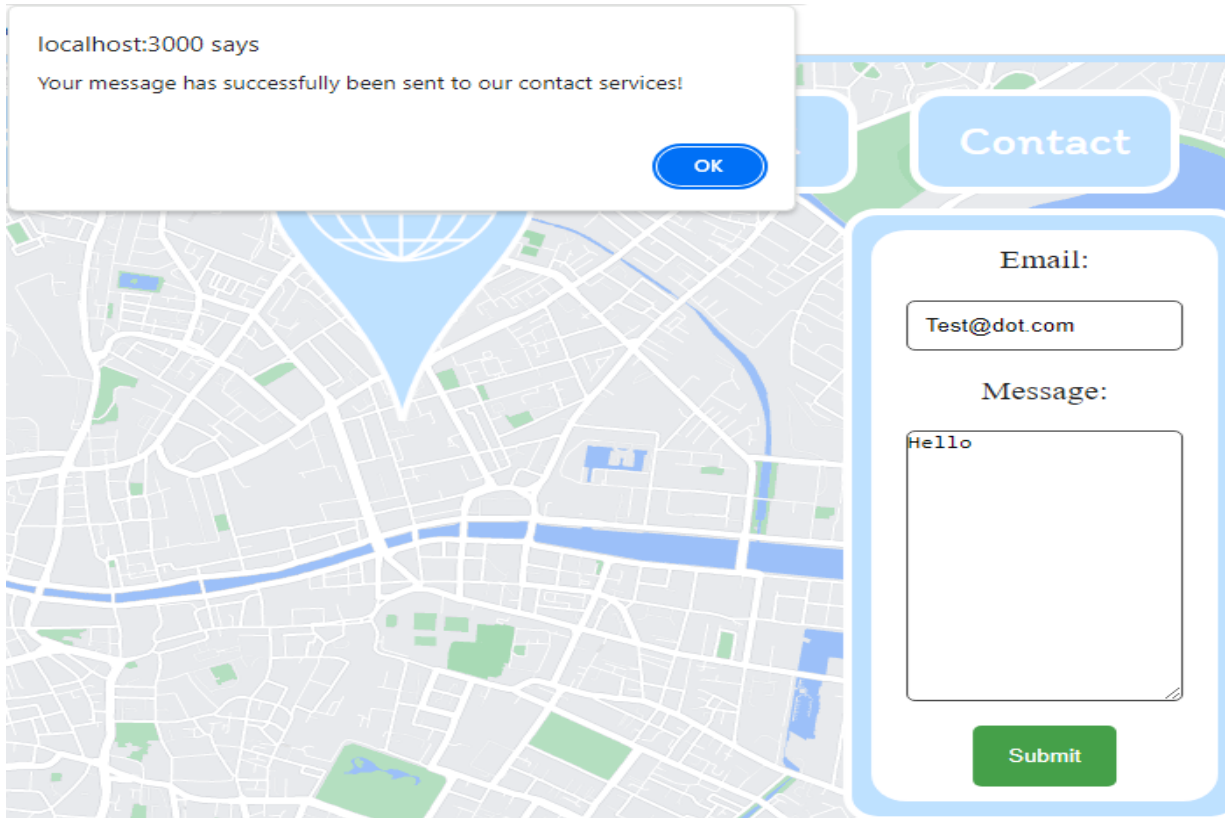 localhost:3000 says
Your message has successfully been sent to our contact services!
OK
Contact
Email:
Test@dot.com
Message:
Hello
Submit